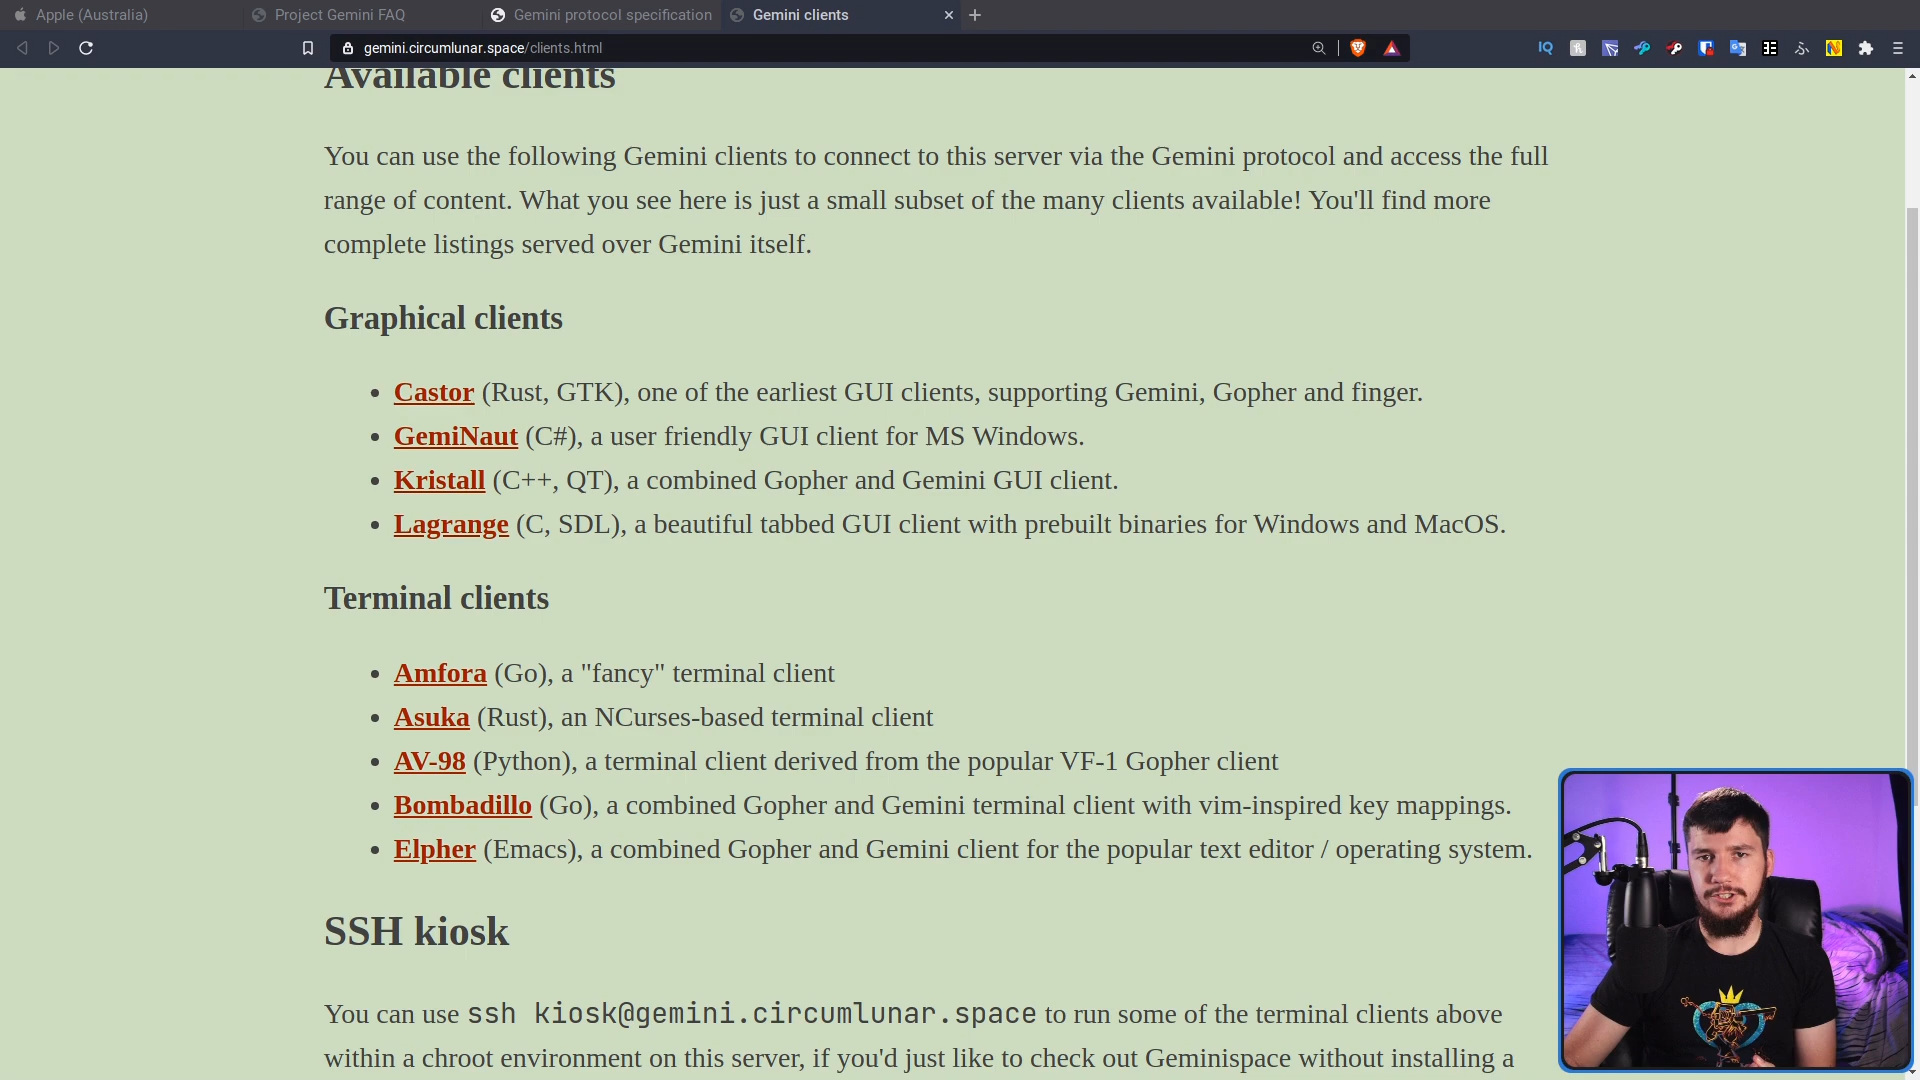 Apple (Australia)
Project Gemini FAQ
Gemini protocol specification
Gemini clients
gemini.circumlunar.space/clients.html
IQ
Available clients
You can use the following Gemini clients to connect to this server via the Gemini protocol and access the full
range of content. What you see here is just a small subset of the many clients available! You'll find more
complete listings served over Gemini itself.
Graphical clients
• Castor (Rust, GTK), one of the earliest GUI clients, supporting Gemini, Gopher and finger.
• GemiNaut (C#), a user friendly GUI client for MS Windows.
• Kristall (C++, QT), a combined Gopher and Gemini GUI client.
• Lagrange (C, SDL), a beautiful tabbed GUI client with prebuilt binaries for Windows and MacOS.
Terminal clients
• Amfora (Go), a "fancy" terminal client
• Asuka (Rust), an NCurses-based terminal client
• AV-98 (Python), a terminal client derived from the popular VF-1 Gopher client
• Bombadillo (Go), a combined Gopher and Gemini terminal client with vim-inspired key mappings.
• Elpher (Emacs), a combined Gopher and Gemini client for the popular text editor / operating system.
SSH kiosk
You can use ssh kiosk@gemini.circumlunar.space to run some of the terminal clients above
within a chroot environment on this server, if you'd just like to check out Geminispace without installing a